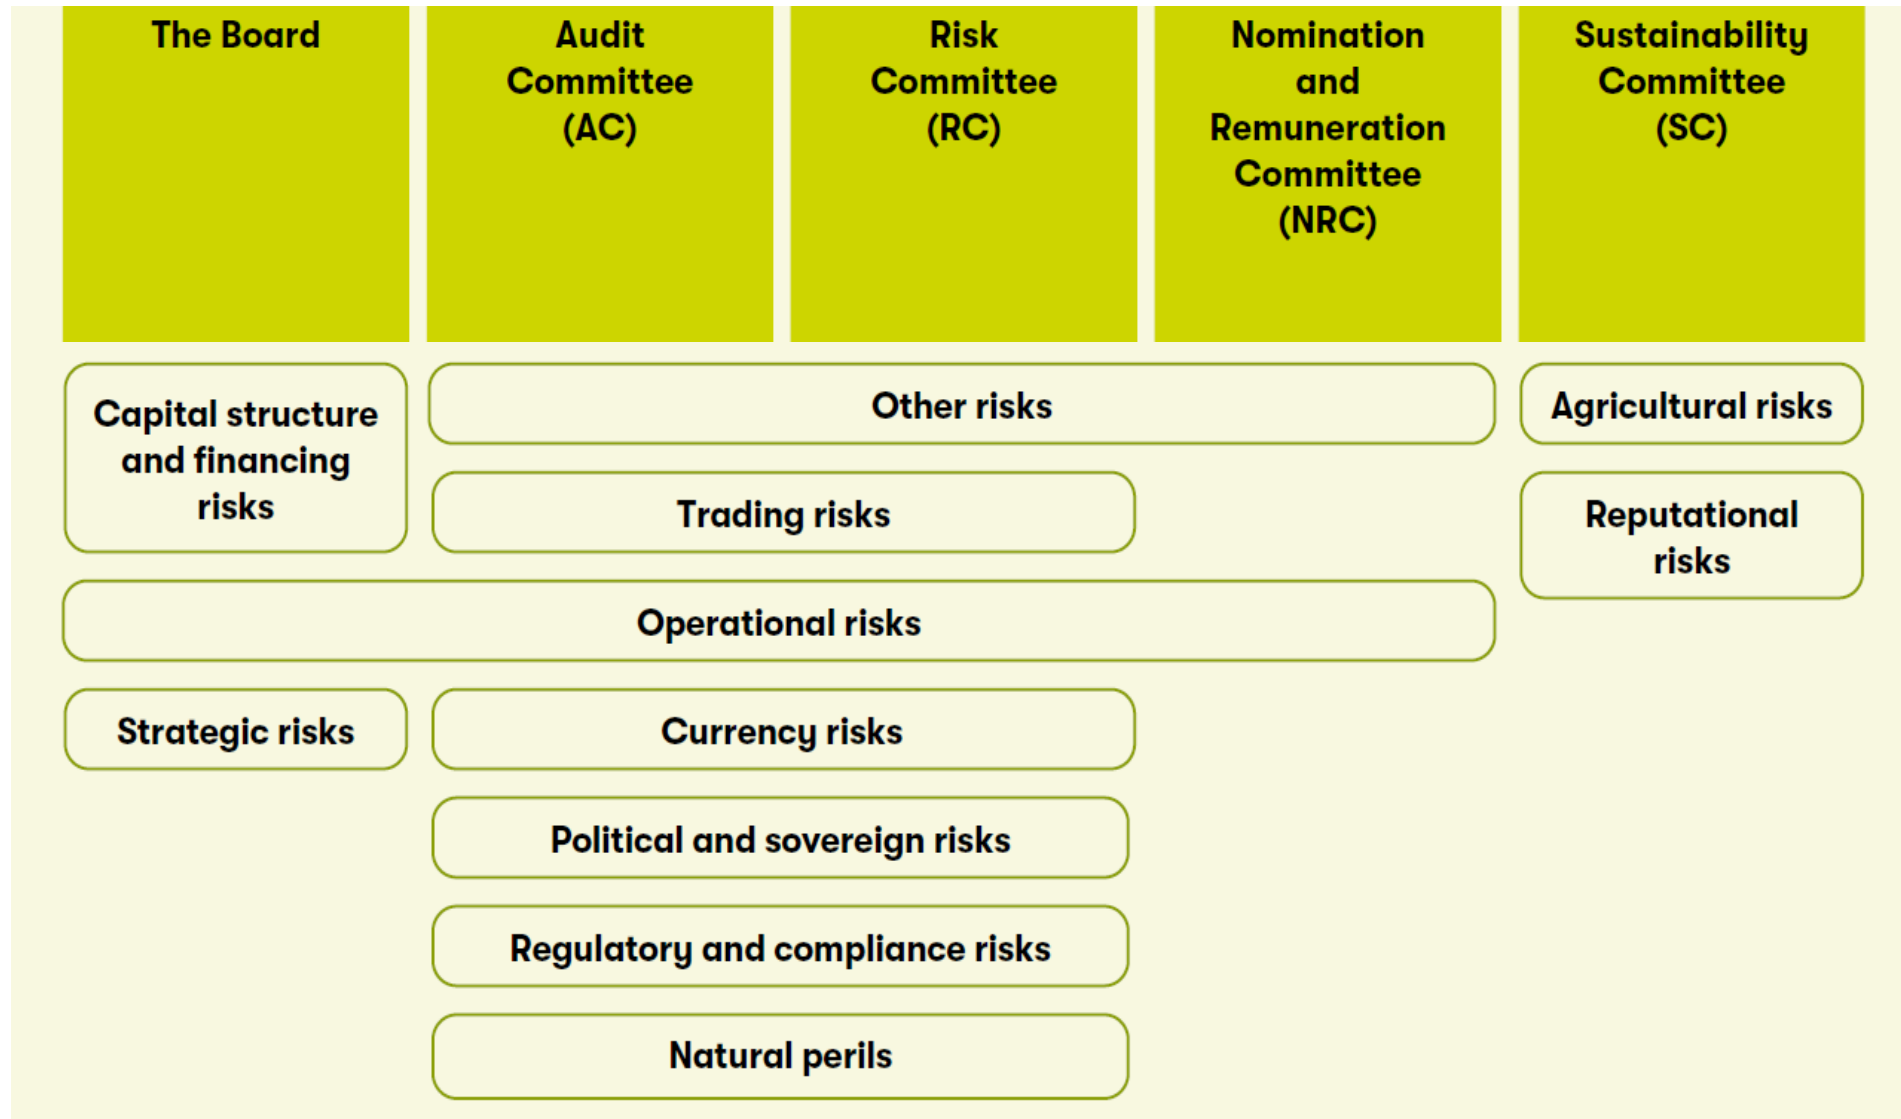 The Board
Audit
Committee
(AC)
Risk
Committee
(RC)
Nomination
and
Remuneration
Committee
(NRC)
Sustainability
Committee
(SC)
Capital structure
and financing
risks
Other risks
Agricultural risks
Trading risks
Reputational
risks
Operational risks
Strategic risks
Currency risks
Political and sovereign risks
Regulatory and compliance risks
Natural perils